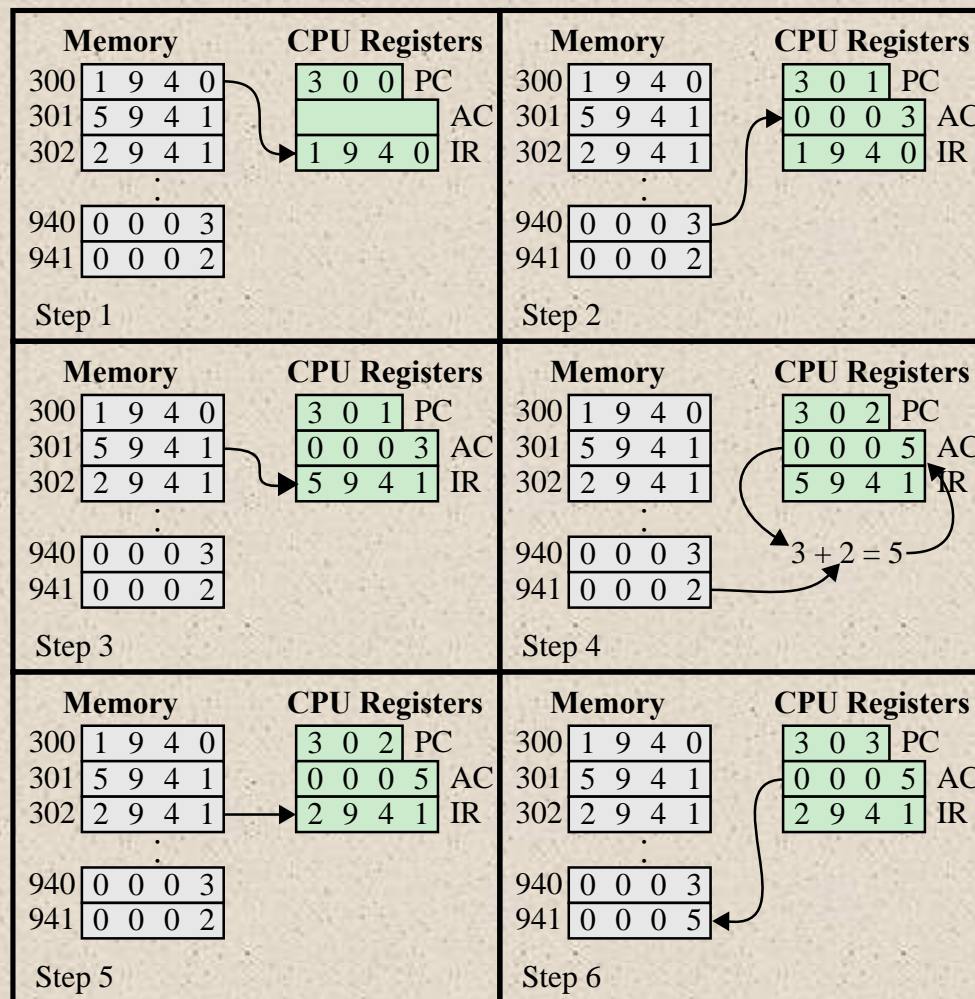 Memory CPU Registers
300 1 9 4 0 3 0 0 PC
301 5 9 4 1 AC
302 2 9 4 1 1 9 4 0 IR
940 0 0 0 3
941 0 0 0 2
Step 1
Memory CPU Registers
300 1 9 4 0 3 0 1 PC
301 5 9 4 1 0 0 0 3 AC
302 2 9 4 1 1 9 4 0 IR
940 0 0 0 3
941 0 0 0 2
Step 2
Memory CPU Registers
300 1 9 4 0 3 0 1 PC
301 5 9 4 1 0 0 0 3 AC
302 2 9 4 1 5 9 4 1 IR
940 0 0 0 3
941 0 0 0 2
Step 3
Memory CPU Registers
300 1 9 4 0 3 0 2 PC
301 5 9 4 1 0 0 0 5 AC
302 2 9 4 1 5 9 4 1 IR
940 0 0 0 3 3 + 2 = 5
941 0 0 0 2
Step 4
Memory CPU Registers
300 1 9 4 0 3 0 2 PC
301 5 9 4 1 0 0 0 5 AC
302 2 9 4 1 2 9 4 1 IR
940 0 0 0 3
941 0 0 0 2
Step 5
Memory CPU Registers
300 1 9 4 0 3 0 3 PC
301 5 9 4 1 0 0 0 5 AC
302 2 9 4 1 2 9 4 1 IR
940 0 0 0 3
941 0 0 0 5
Step 6